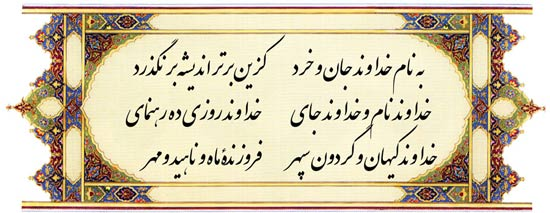 به نام خداوند جان و خرد کزین برتر اندیشه برنگذرد
خداوند نام و خداوند جای خداوند روزی ده رهنمای
خداوند کیهان و گردون سپهر فروزندهٔ ماه و ناهید و مهر